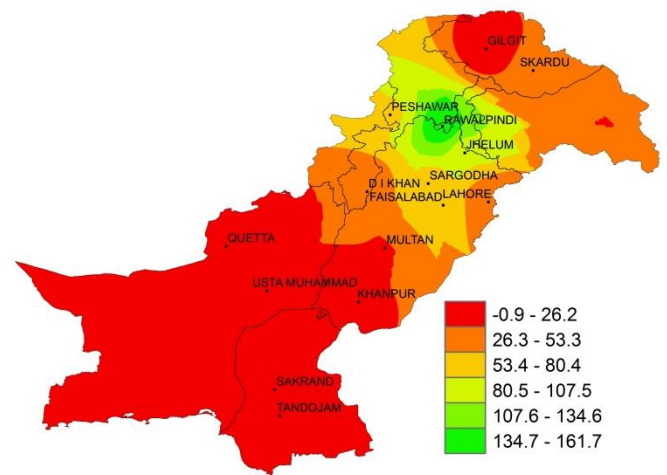 GILGIT
SKARDU
PESHAWAR
RAWALPINDI
JHELUM
SARGODHA
D I KHAN
FAISALABAD
LAHORE
MULTAN
QUETTA
USTA MUHAMMAD
KHANPUR
SAKRAND
TANDOJAM
-0.9 - 26.2
26.3 - 53.3
53.4 - 80.4
80.5 - 107.5
107.6 - 134.6
134.7 - 161.7